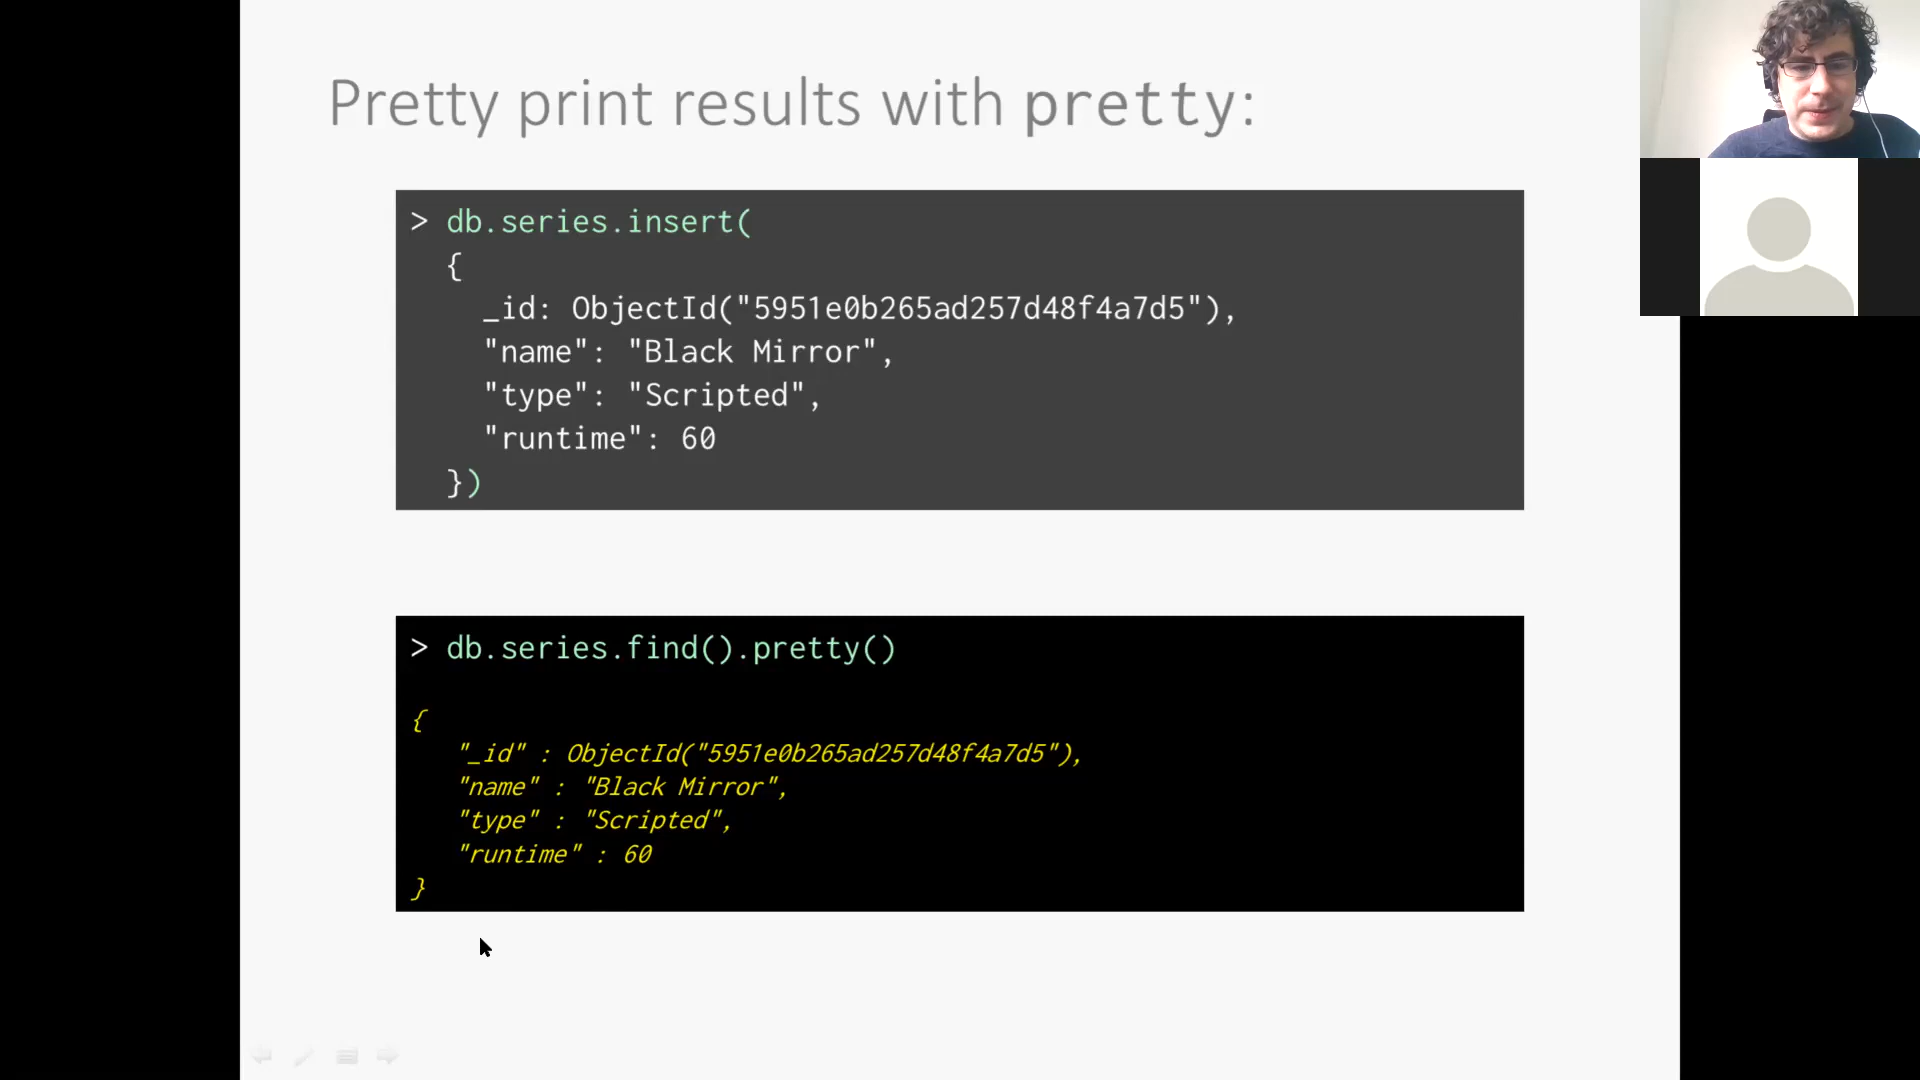 Pretty print results with pretty:
> db.series.insert(
{
_id: ObjectId("5951e0b265ad257d48f4a7d5"),
"name": "Black Mirror",
"type": "Scripted",
"runtime": 60
})
> db.series.find().pretty()
{
"_id" : ObjectId("5951e0b265ad257d48f4a7d5"),
"name" : "Black Mirror",
"type" : "Scripted",
"runtime" : 60
}